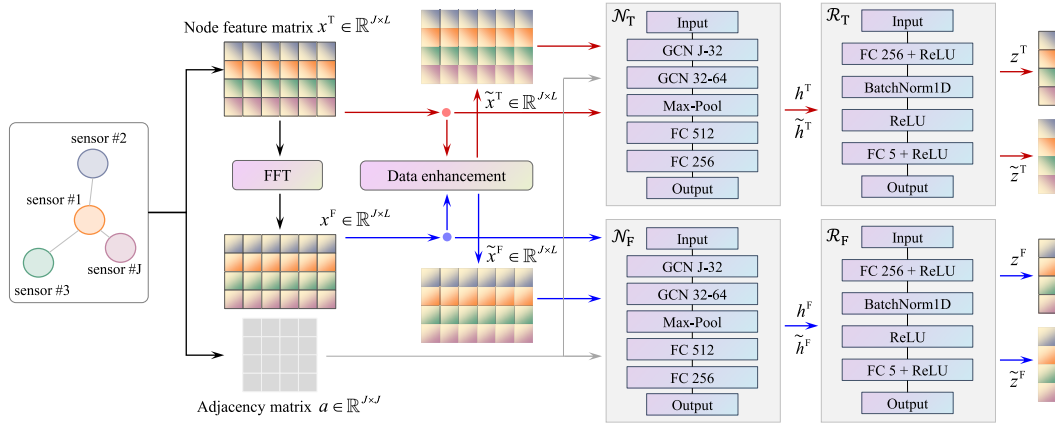 Node feature matrix x^T ∈ ℝ^{J×L}
sensor #2
sensor #1
sensor #J
sensor #3
FFT
x^F ∈ ℝ^{J×L}
Adjacency matrix a ∈ ℝ^{J×J}
x̃^T ∈ ℝ^{J×L}
Data enhancement
x̃^F ∈ ℝ^{J×L}
𝒩_T
Input
GCN J-32
GCN 32-64
Max-Pool
FC 512
FC 256
Output
h^T
h̃^T
ℛ_T
Input
FC 256 + ReLU
BatchNorm1D
ReLU
FC 5 + ReLU
Output
z^T
z̃^T
𝒩_F
Input
GCN J-32
GCN 32-64
Max-Pool
FC 512
FC 256
Output
h^F
h̃^F
ℛ_F
Input
FC 256 + ReLU
BatchNorm1D
ReLU
FC 5 + ReLU
Output
z^F
z̃^F